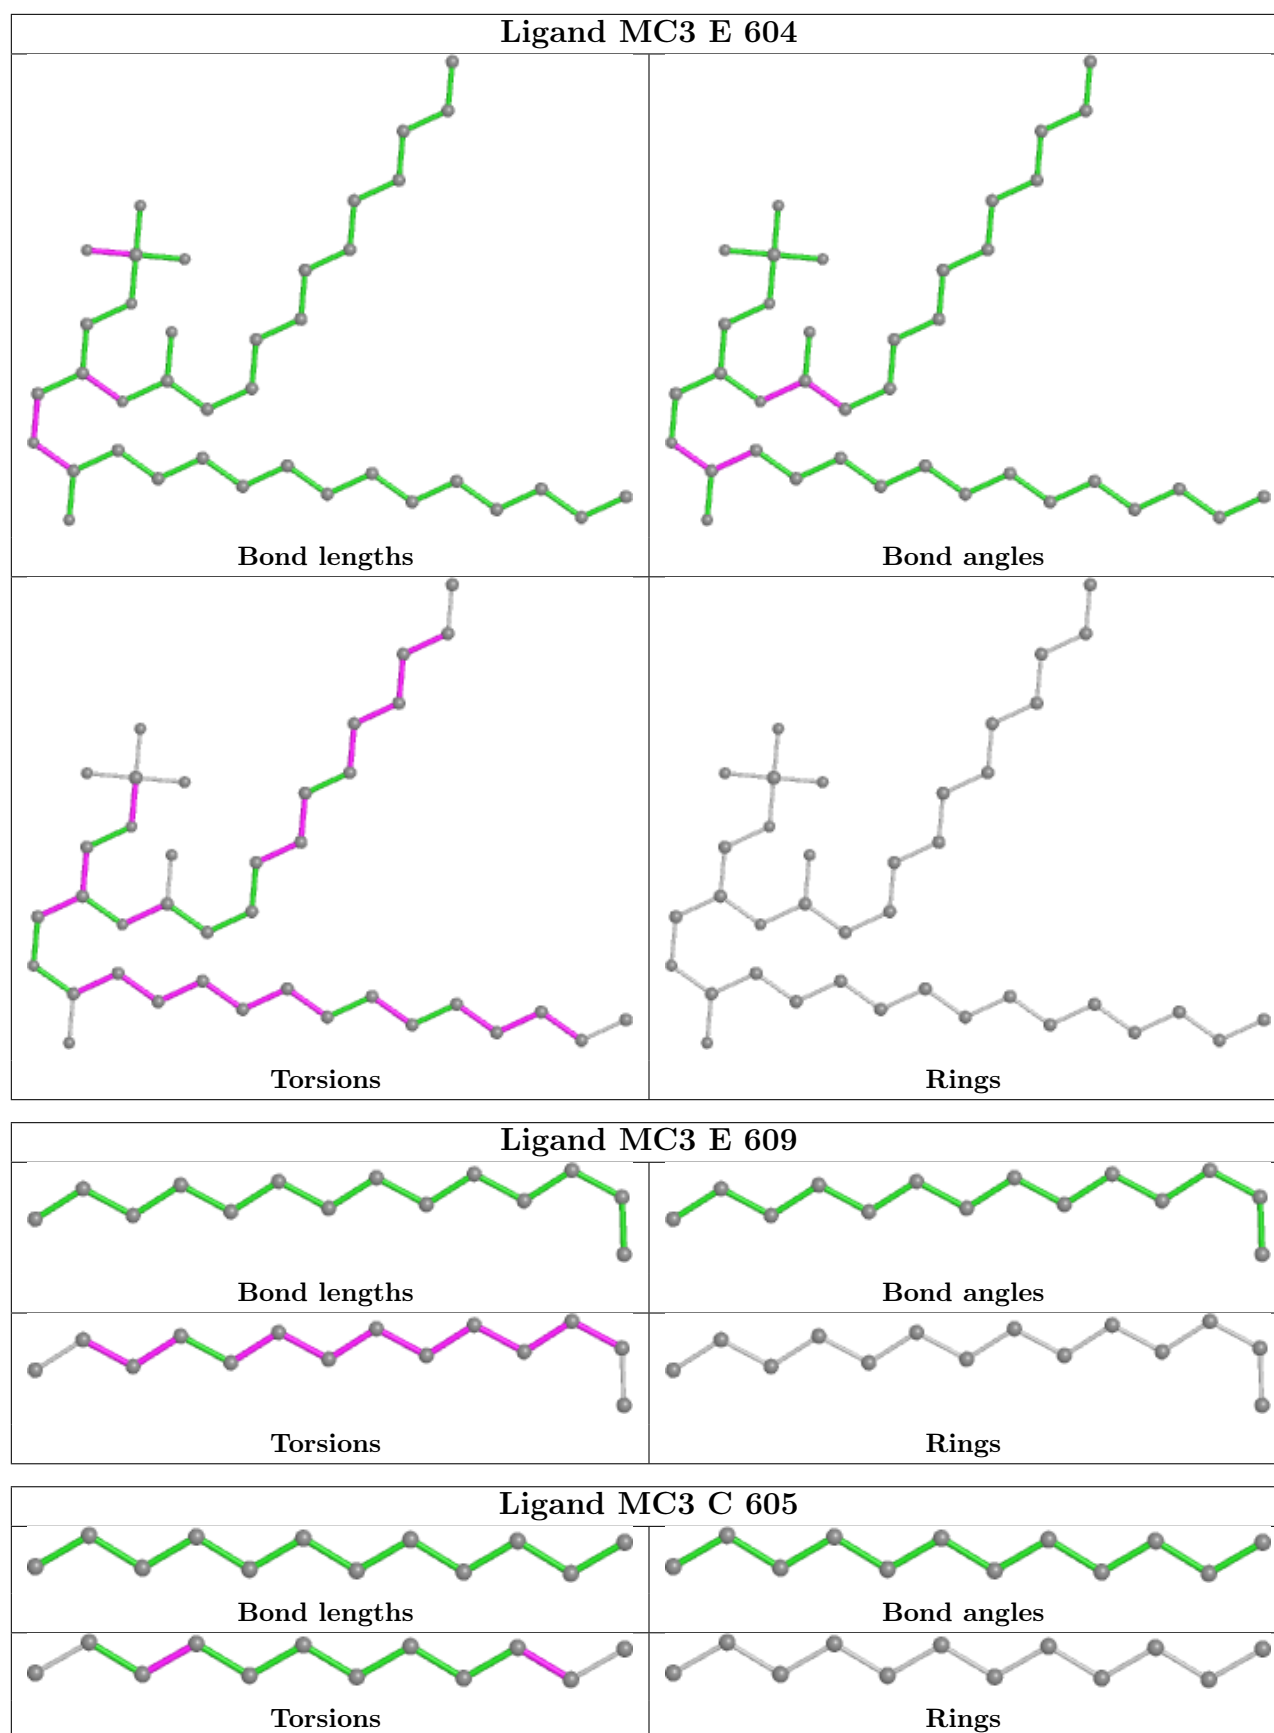 Ligand MC3 E 604
Bond lengths
Bond angles
Torsions
Rings
Ligand MC3 E 609
Bond lengths
Bond angles
Torsions
Rings
Ligand MC3 C 605
Bond lengths
Bond angles
Torsions
Rings